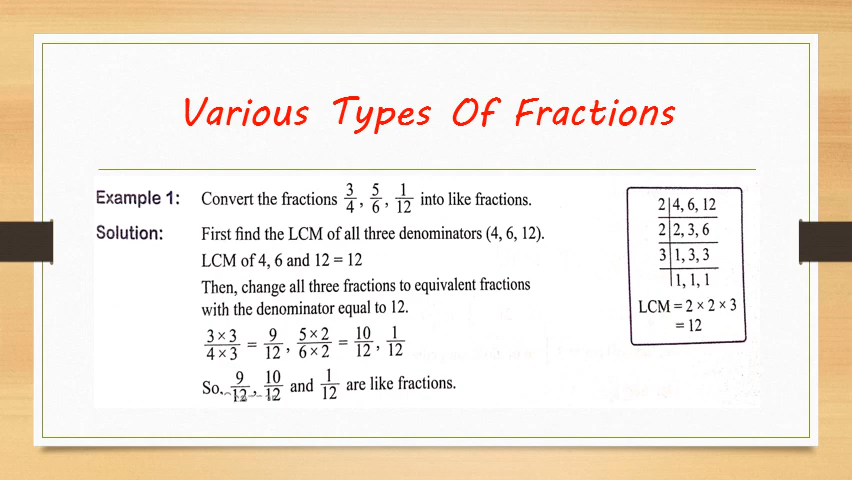 Various Types Of Fractions
Example 1: Convert the fractions 3/4, 5/6, 1/12 into like fractions.
Solution: First find the LCM of all three denominators (4, 6, 12).
LCM of 4, 6 and 12 = 12
Then, change all three fractions to equivalent fractions
with the denominator equal to 12.
3 × 3/4 × 3 = 9/12, 5 × 2/6 × 2 = 10/12, 1/12
So, 9/12, 10/12 and 1/12 are like fractions.
2 | 4, 6, 12
2 | 2, 3, 6
3 | 1, 3, 3
| 1, 1, 1
LCM = 2 × 2 × 3
= 12